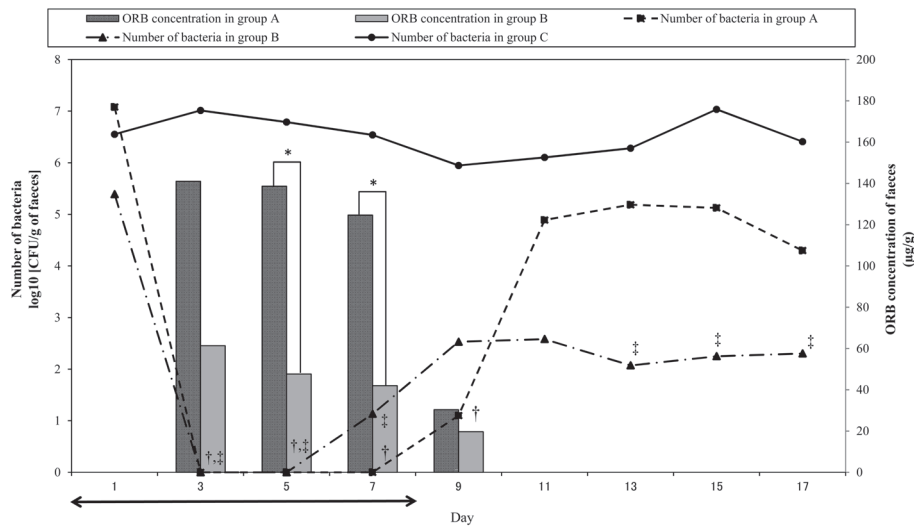 ORB concentration in group A
ORB concentration in group B
Number of bacteria in group A
Number of bacteria in group B
Number of bacteria in group C
8
7
6
5
4
3
2
1
0
Number of bacteria
log10 [CFU/g of faeces]
200
180
160
140
120
100
80
60
40
20
0
ORB concentration of faeces
(μg/g)
*
*
†,‡
†,‡
‡
†
†
‡
‡
‡
1 3 5 7 9 11 13 15 17
Day